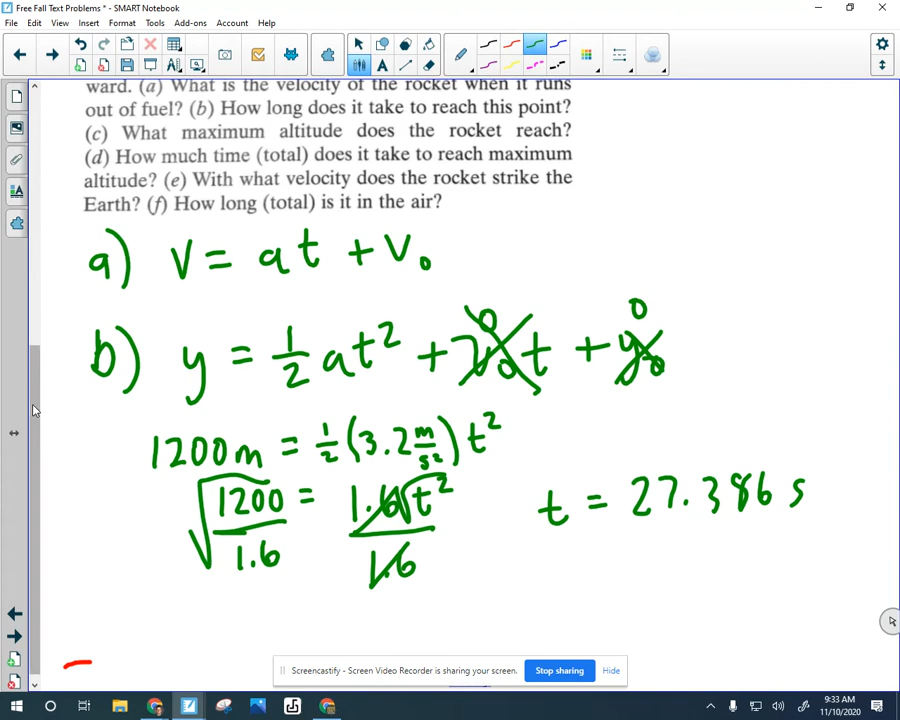 Free Fall Text Problems * - SMART Notebook
File Edit View Insert Format Tools Add-ons Account Help
ward. (a) What is the velocity of the rocket when it runs
out of fuel? (b) How long does it take to reach this point?
(c) What maximum altitude does the rocket reach?
(d) How much time (total) does it take to reach maximum
altitude? (e) With what velocity does the rocket strike the
Earth? (f) How long (total) is it in the air?
a) v = at + v₀
b) y = 1/2 at² + v₀t + y₀
0 0
1200m = 1/2 (3.2 m/s²) t²
√1200/1.6 = 1.6√t²/1.6
t = 27.386 s
Screencastify - Screen Video Recorder is sharing your screen. Stop sharing Hide
9:33 AM
11/10/2020